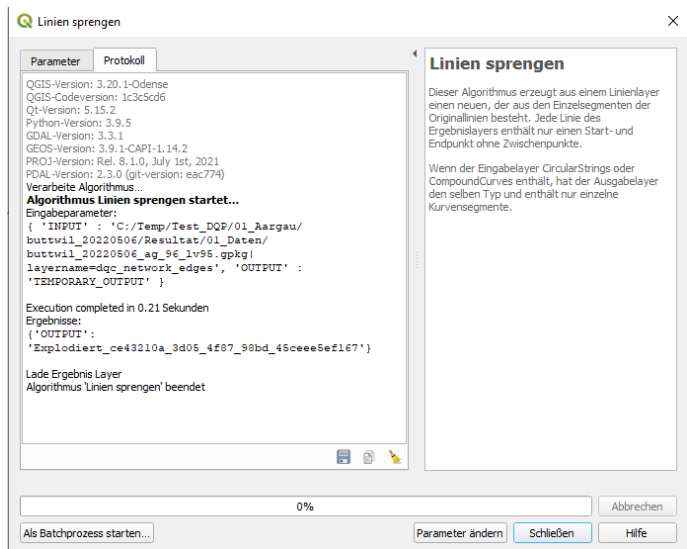 Linien sprengen
Parameter
Protokoll
QGIS-Version: 3.20.1-Odense
QGIS-Codeversion: 1c3c5cd6
Qt-Version: 5.15.2
Python-Version: 3.9.5
GDAL-Version: 3.3.1
GEOS-Version: 3.9.1-CAPI-1.14.2
PROJ-Version: Rel. 8.1.0, July 1st, 2021
PDAL-Version: 2.3.0 (git-version: eac774)
Verarbeite Algorithmus...
Algorithmus Linien sprengen startet...
Eingabeparameter:
{ 'INPUT' : 'C:/Temp/Test_DQP/01_Aargau/
buttwil_20220506/Resultat/01_Daten/
buttwil_20220506_ag_96_lv95.gpkg|
layername=dqc_network_edges', 'OUTPUT' :
'TEMPORARY_OUTPUT' }
Execution completed in 0.21 Sekunden
Ergebnisse:
{'OUTPUT':
'Explodiert_ce43210a_3d05_4f87_98bd_45ceee5ef167'}
Lade Ergebnis Layer
Algorithmus 'Linien sprengen' beendet
Linien sprengen
Dieser Algorithmus erzeugt aus einem Linienlayer
einen neuen, der aus den Einzelsegmenten der
Originallinien besteht. Jede Linie des
Ergebnislayers enthält nur einen Start- und
Endpunkt ohne Zwischenpunkte.
Wenn der Eingabelayer CircularStrings oder
CompoundCurves enthält, hat der Ausgabelayer
den selben Typ und enthält nur einzelne
Kurvensegmente.
0%
Abbrechen
Als Batchprozess starten...
Parameter ändern
Schließen
Hilfe